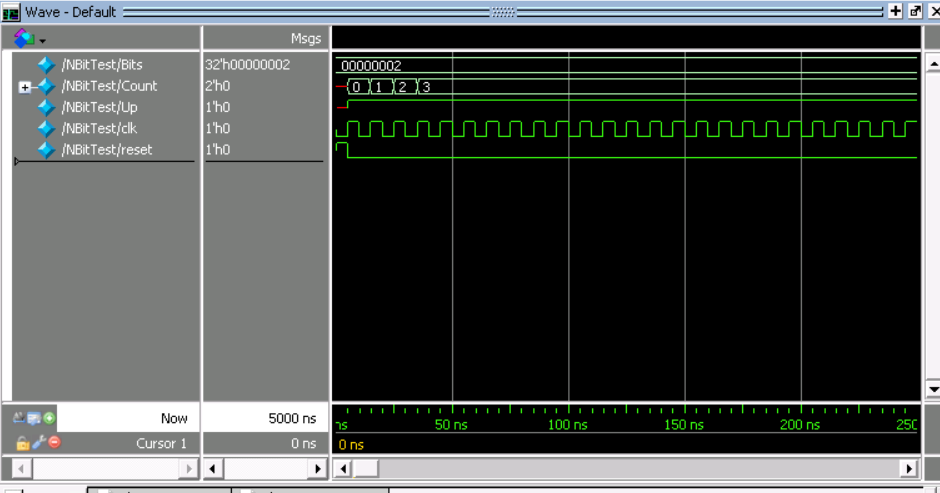 Wave - Default
Msgs
/NBitTest/Bits 32'h00000002 00000002
/NBitTest/Count 2'h0 0 1 2 3
/NBitTest/Up 1'h0
/NBitTest/clk 1'h0
/NBitTest/reset 1'h0
Now 5000 ns ns 50 ns 100 ns 150 ns 200 ns 250
Cursor 1 0 ns 0 ns